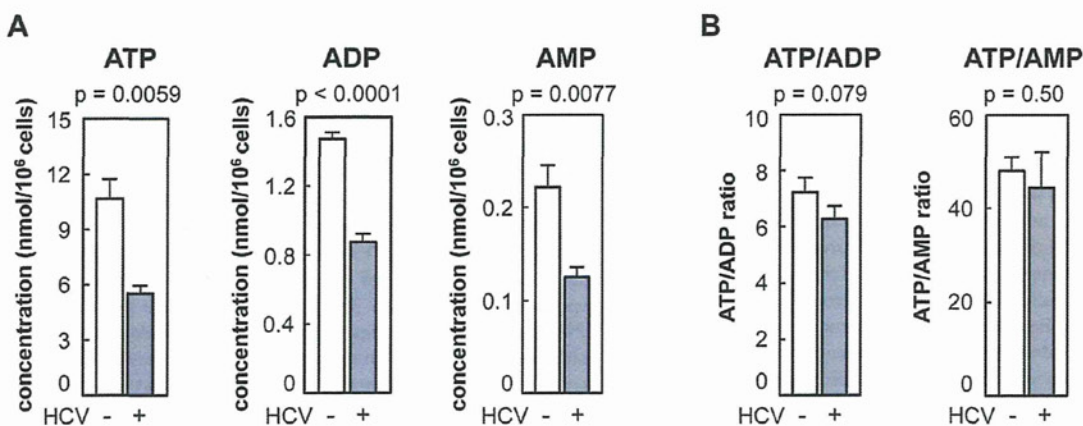 A
ATP
p = 0.0059
concentration (nmol/10⁶ cells)
15
12
9
6
3
0
HCV - +
ADP
p < 0.0001
concentration (nmol/10⁶ cells)
1.6
1.2
0.8
0.4
0
HCV - +
AMP
p = 0.0077
concentration (nmol/10⁶ cells)
0.3
0.2
0.1
0
HCV - +
B
ATP/ADP
p = 0.079
ATP/ADP ratio
10
8
6
4
2
0
HCV - +
ATP/AMP
p = 0.50
ATP/AMP ratio
60
40
20
0
HCV - +